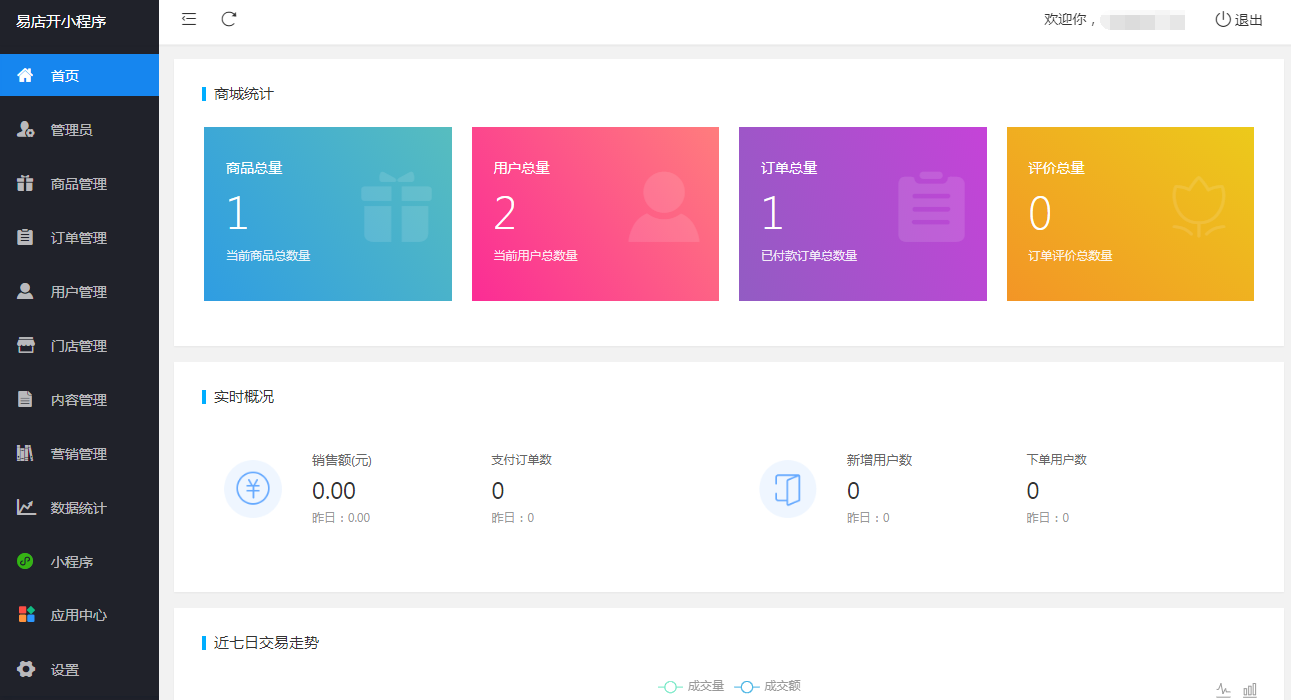 易店开小程序
欢迎你，
退出
首页
管理员
商品管理
订单管理
用户管理
门店管理
内容管理
营销管理
数据统计
小程序
应用中心
设置
商城统计
商品总量
1
当前商品总数量
用户总量
2
当前用户总数量
订单总量
1
已付款订单总数量
评价总量
0
订单评价总数量
实时概况
销售额(元)
0.00
昨日：0.00
支付订单数
0
昨日：0
新增用户数
0
昨日：0
下单用户数
0
昨日：0
近七日交易走势
成交量 成交额